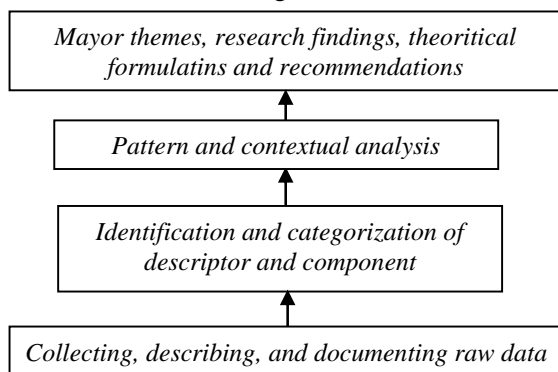 Mayor themes, research findings, theoritical
formulatins and recommendations
Pattern and contextual analysis
Identification and categorization of
descriptor and component
Collecting, describing, and documenting raw data